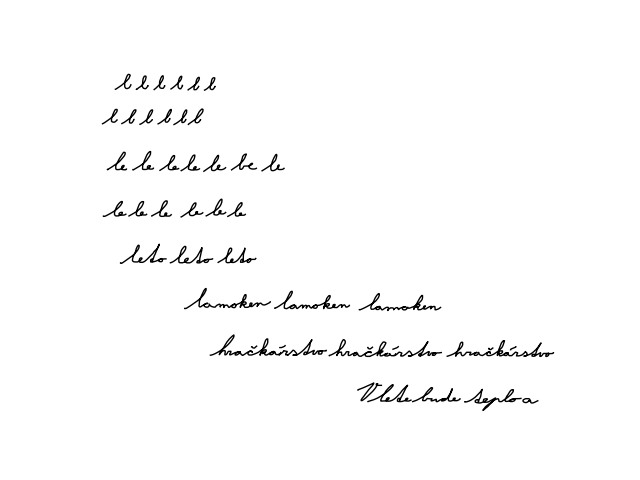 l l l l l l
l l l l l l
le le le le le le le
le le le le le le
leto leto leto
lamoken lamoken lamoken
hračkárstvo hračkárstvo hračkárstvo
V lete bude teplo a